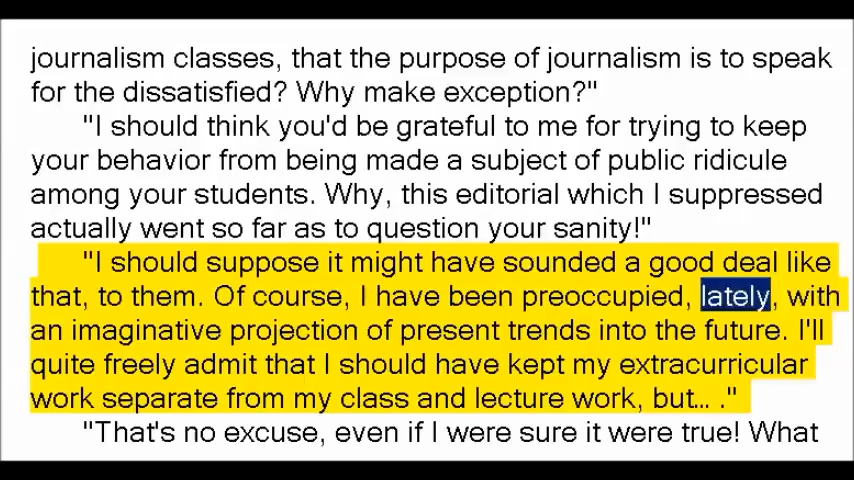 journalism classes, that the purpose of journalism is to speak
for the dissatisfied? Why make exception?"
"I should think you'd be grateful to me for trying to keep
your behavior from being made a subject of public ridicule
among your students. Why, this editorial which I suppressed
actually went so far as to question your sanity!"
"I should suppose it might have sounded a good deal like
that, to them. Of course, I have been preoccupied, lately, with
an imaginative projection of present trends into the future. I'll
quite freely admit that I should have kept my extracurricular
work separate from my class and lecture work, but… ."
"That's no excuse, even if I were sure it were true! What